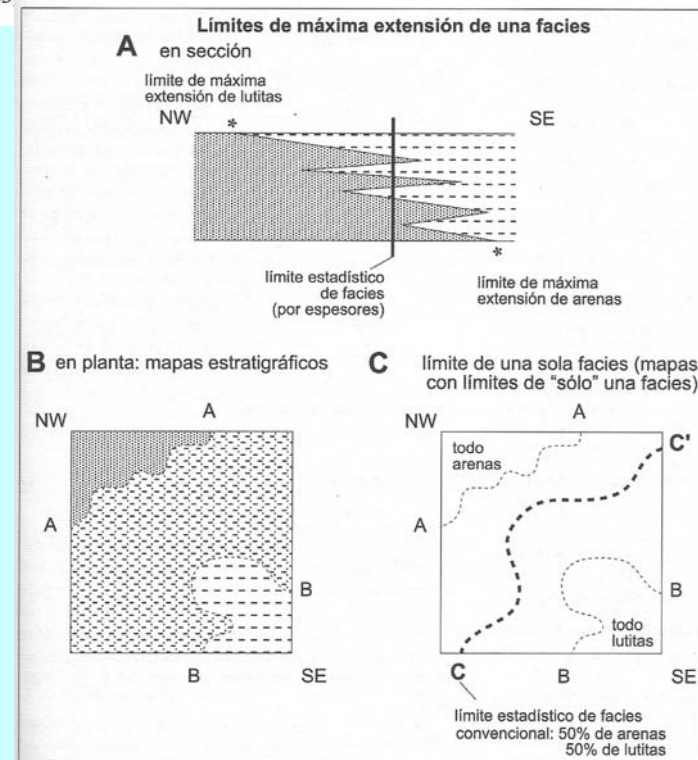 Límites de máxima extensión de una facies
A en sección
límite de máxima
extensión de lutitas
NW
*
SE
límite estadístico
de facies
(por espesores)
*
límite de máxima
extensión de arenas
B en planta: mapas estratigráficos
NW
A
A
B
B
SE
C límite de una sola facies (mapas
con límites de "sólo" una facies)
NW
A
C'
todo
arenas
A
B
todo
lutitas
C
B
SE
límite estadístico de facies
convencional: 50% de arenas
50% de lutitas